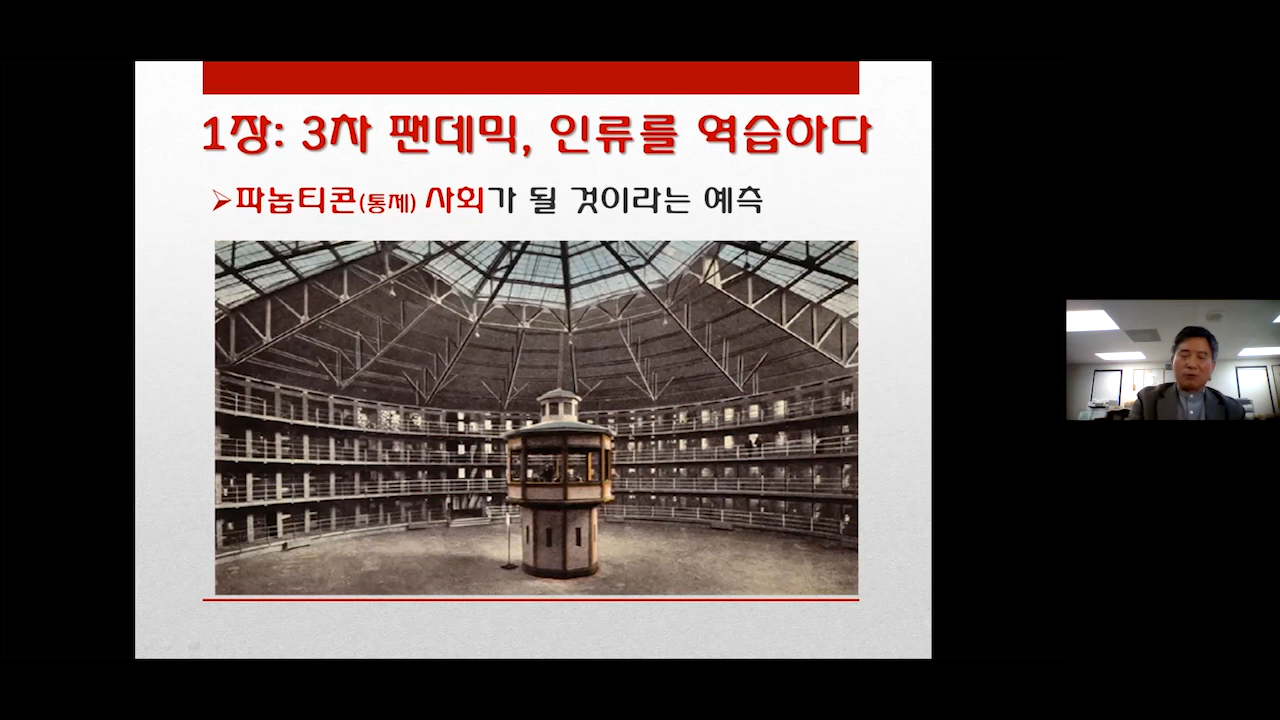 1장: 3차 팬데믹, 인류를 역습하다
➢파놉티콘(통제) 사회가 될 것이라는 예측